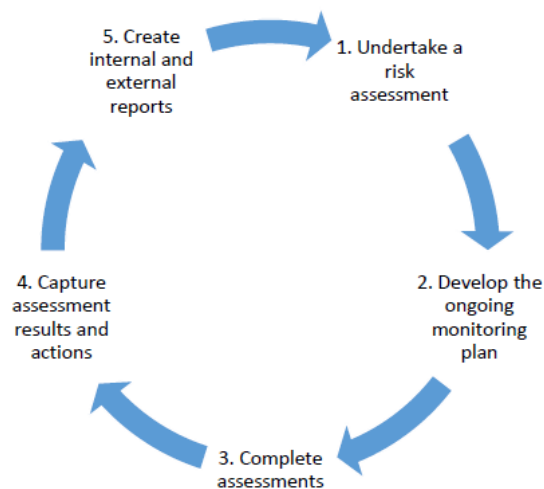 1. Undertake a
risk
assessment
2. Develop the
ongoing
monitoring
plan
3. Complete
assessments
4. Capture
assessment
results and
actions
5. Create
internal and
external
reports